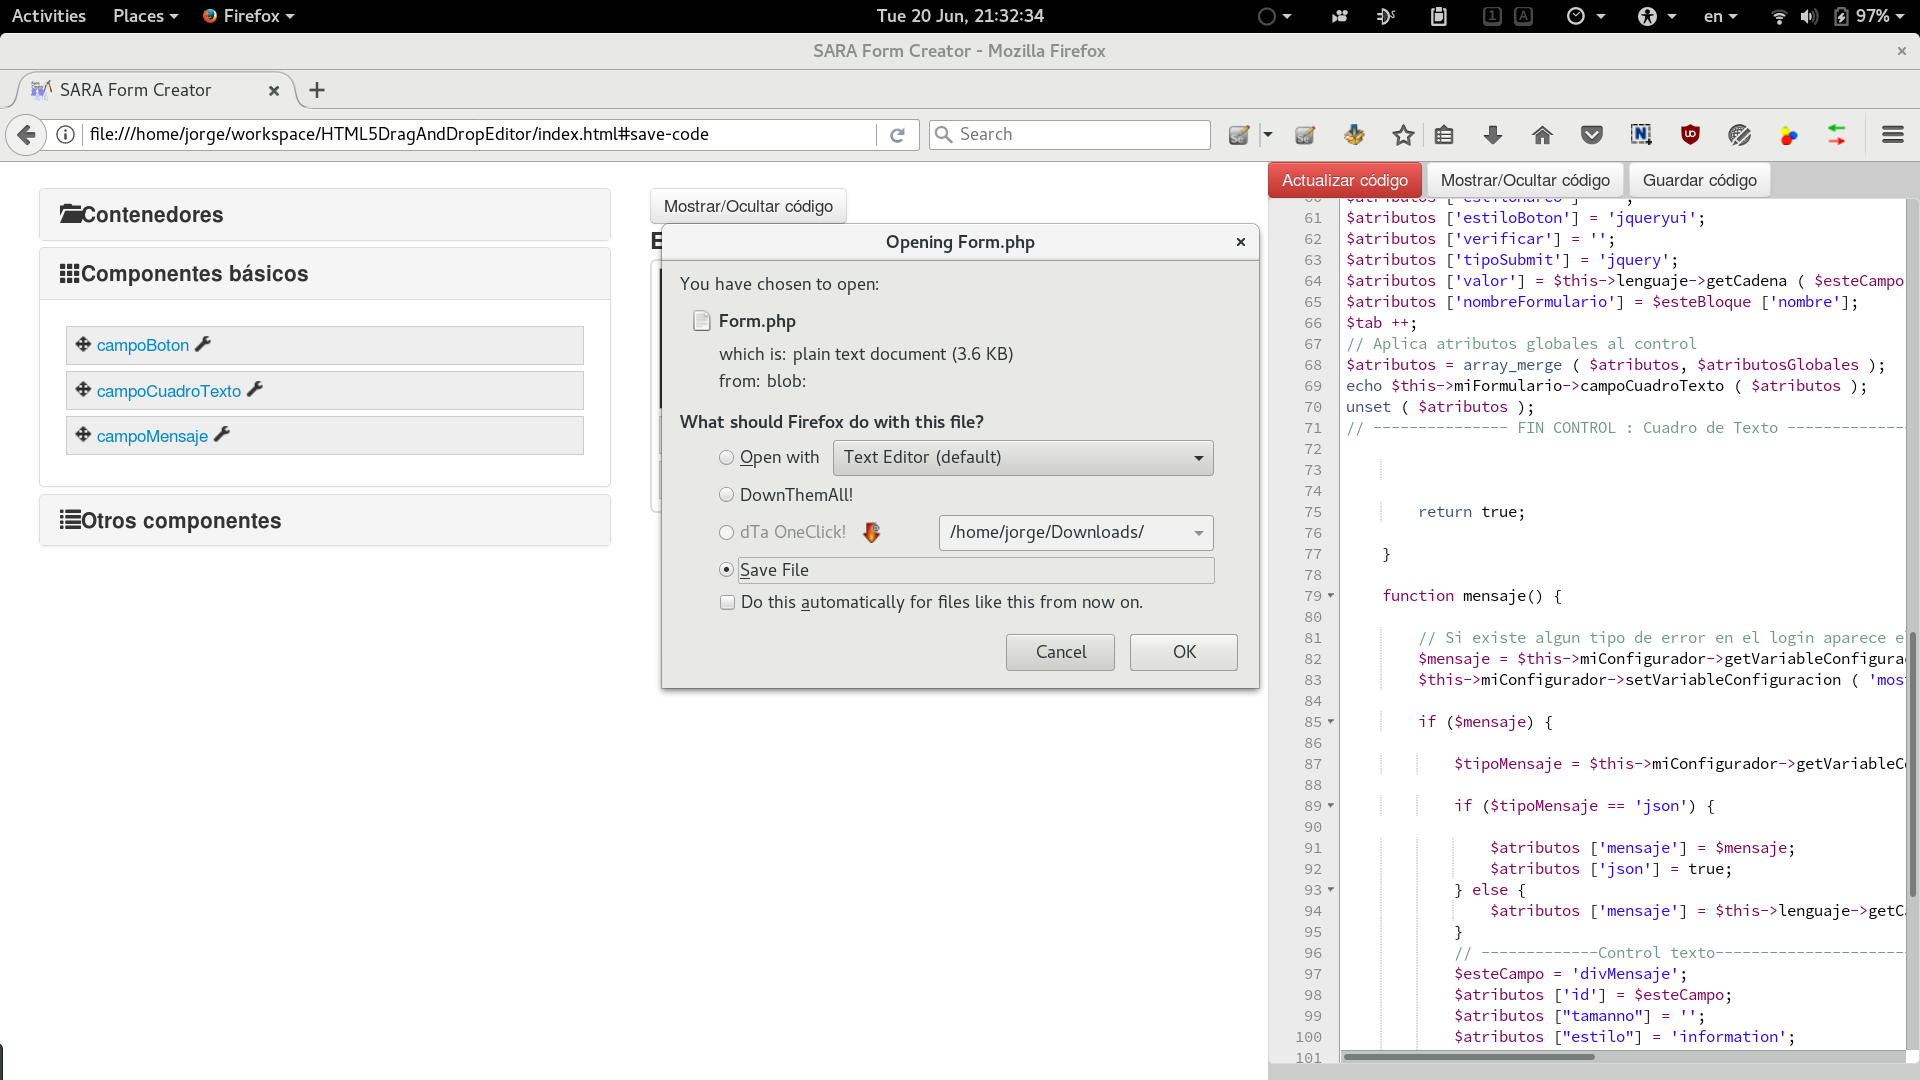 Activities Places Firefox Tue 20 Jun, 21:32:34 1 A en 97%
SARA Form Creator - Mozilla Firefox
SARA Form Creator
file:///home/jorge/workspace/HTML5DragAndDropEditor/index.html#save-code Search
Contenedores
Componentes básicos
campoBoton
campoCuadroTexto
campoMensaje
Otros componentes
Mostrar/Ocultar código
E
Opening Form.php
You have chosen to open:
Form.php
which is: plain text document (3.6 KB)
from: blob:
What should Firefox do with this file?
Open with Text Editor (default)
DownThemAll!
dTa OneClick! /home/jorge/Downloads/
Save File
Do this automatically for files like this from now on.
Cancel OK
Actualizar código Mostrar/Ocultar código Guardar código
61 $atributos ['estiloBoton'] = 'jqueryui';
62 $atributos ['verificar'] = '';
63 $atributos ['tipoSubmit'] = 'jquery';
64 $atributos ['valor'] = $this->lenguaje->getCadena ( $esteCampo
65 $atributos ['nombreFormulario'] = $esteBloque ['nombre'];
66 $tab ++;
67 // Aplica atributos globales al control
68 $atributos = array_merge ( $atributos, $atributosGlobales );
69 echo $this->miFormulario->campoCuadroTexto ( $atributos );
70 unset ( $atributos );
71 // --------------- FIN CONTROL : Cuadro de Texto --------------
72
73
74
75 return true;
76
77 }
78
79 function mensaje() {
80
81 // Si existe algun tipo de error en el login aparece e
82 $mensaje = $this->miConfigurador->getVariableConfigura
83 $this->miConfigurador->setVariableConfiguracion ( 'mos
84
85 if ($mensaje) {
86
87 $tipoMensaje = $this->miConfigurador->getVariableC
88
89 if ($tipoMensaje == 'json') {
90
91 $atributos ['mensaje'] = $mensaje;
92 $atributos ['json'] = true;
93 } else {
94 $atributos ['mensaje'] = $this->lenguaje->getC
95 }
96 // -------------Control texto---------------------
97 $esteCampo = 'divMensaje';
98 $atributos ['id'] = $esteCampo;
99 $atributos ["tamanno"] = '';
100 $atributos ["estilo"] = 'information';
101